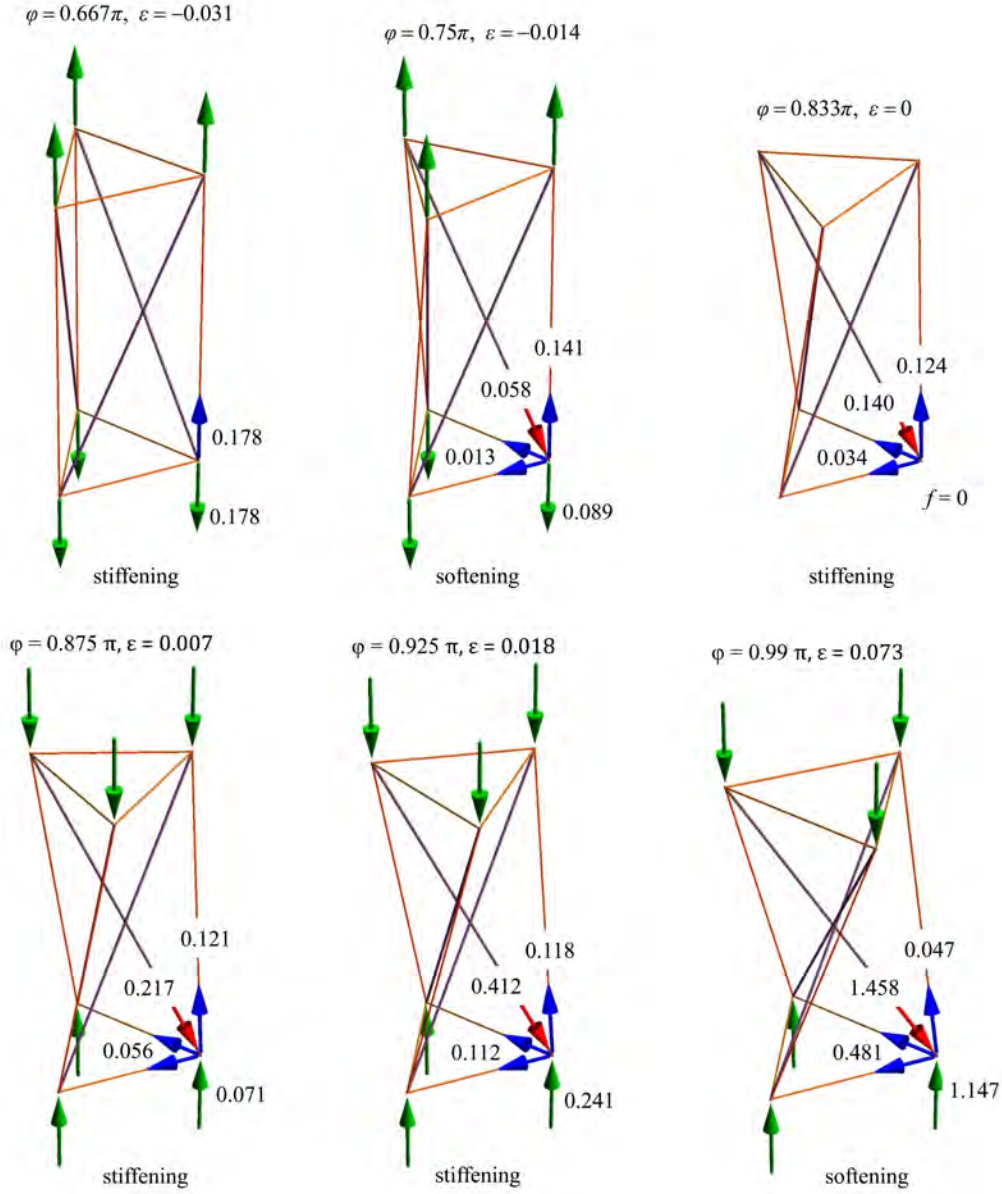 φ=0.667π, ε=−0.031
φ=0.75π, ε=−0.014
φ=0.833π, ε=0
0.178
0.178
stiffening
0.141
0.058
0.013
0.089
softening
0.124
0.140
0.034
f=0
stiffening
φ = 0.875 π, ε = 0.007
φ = 0.925 π, ε = 0.018
φ = 0.99 π, ε = 0.073
0.121
0.217
0.056
0.071
stiffening
0.118
0.412
0.112
0.241
stiffening
0.047
1.458
0.481
1.147
softening